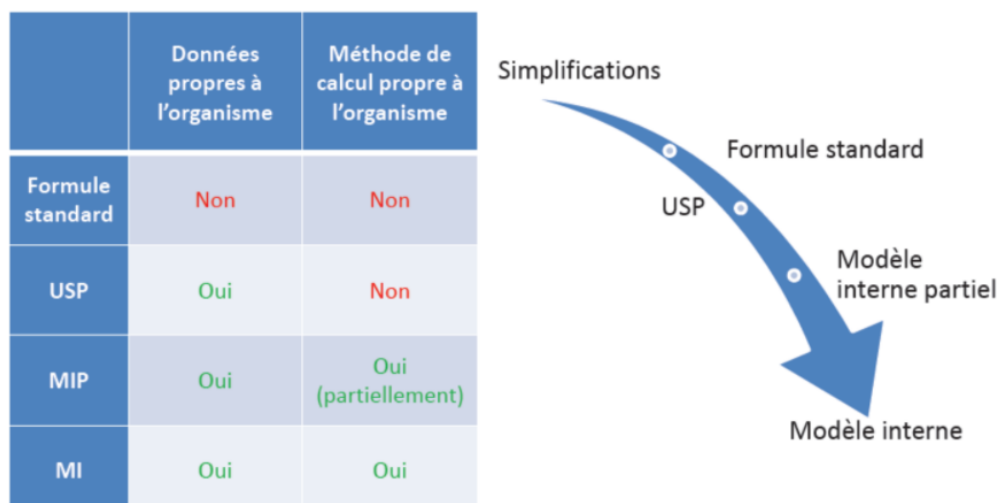 Données
propres à
l'organisme
Méthode de
calcul propre à
l'organisme
Formule
standard
Non
Non
USP
Oui
Non
MIP
Oui
Oui
(partiellement)
MI
Oui
Oui
Simplifications
Formule standard
USP
Modèle
interne partiel
Modèle interne